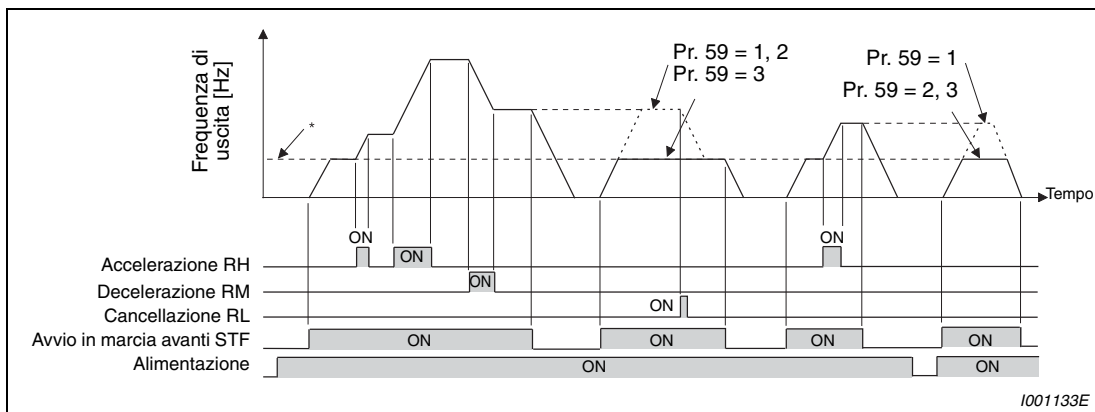 Frequenza di
uscita [Hz]
*
Pr. 59 = 1, 2
Pr. 59 = 3
Pr. 59 = 1
Pr. 59 = 2, 3
Tempo
Accelerazione RH ON ON ON
Decelerazione RM ON
Cancellazione RL ON
Avvio in marcia avanti STF ON ON ON ON
Alimentazione ON ON
I001133E